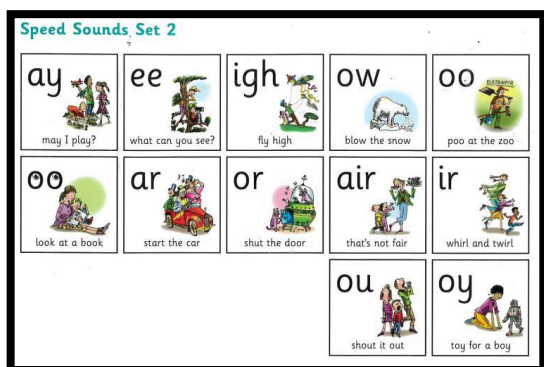 Speed Sounds Set 2
ay
may I play?
ee
what can you see?
igh
fly high
ow
blow the snow
oo
poo at the zoo
oo
look at a book
ar
start the car
or
shut the door
air
that's not fair
ir
whirl and twirl
ou
shout it out
oy
toy for a boy